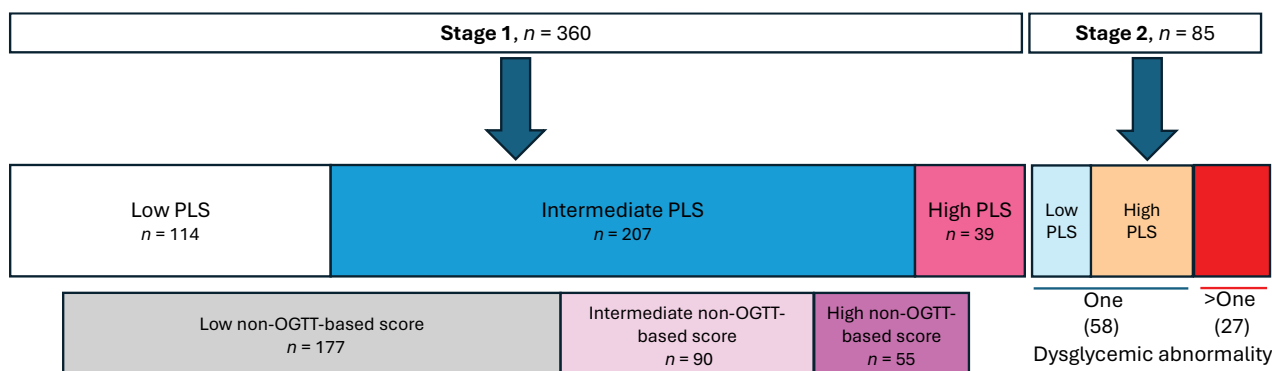 Stage 1, n = 360
Stage 2, n = 85
Low PLS
n = 114
Intermediate PLS
n = 207
High PLS
n = 39
Low
PLS
High
PLS
Low non-OGTT-based score
n = 177
Intermediate non-OGTT-
based score
n = 90
High non-OGTT-
based score
n = 55
One
(58)
>One
(27)
Dysglycemic abnormality